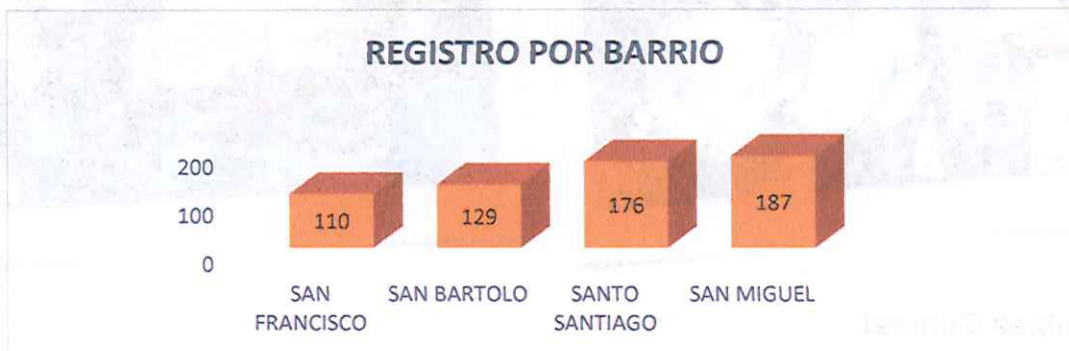 REGISTRO POR BARRIO
200
100
0
110
129
176
187
SAN FRANCISCO
SAN BARTOLO
SANTO SANTIAGO
SAN MIGUEL